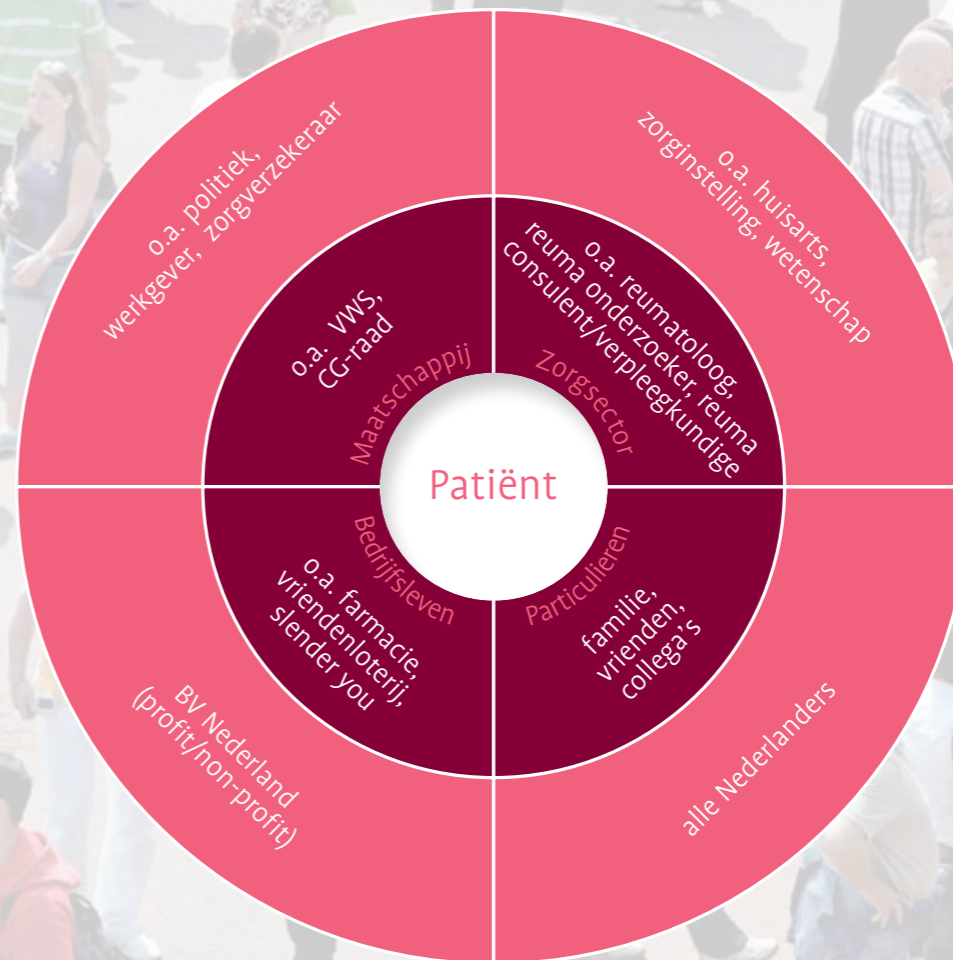 o.a. politiek,
werkgever, zorgverzekeraar
o.a. huisarts,
zorginstelling, wetenschap
o.a. VWS,
CG-raad
Maatschappij
o.a. reumatoloog,
reuma onderzoeker, reuma
consulent/verpleegkundige
Zorgsector
Patiënt
Bedrijfsleven
o.a. farmacie,
vriendenloterij,
slender you
Particulieren
familie,
vrienden,
collega's
BV Nederland
(profit/non-profit)
alle Nederlanders